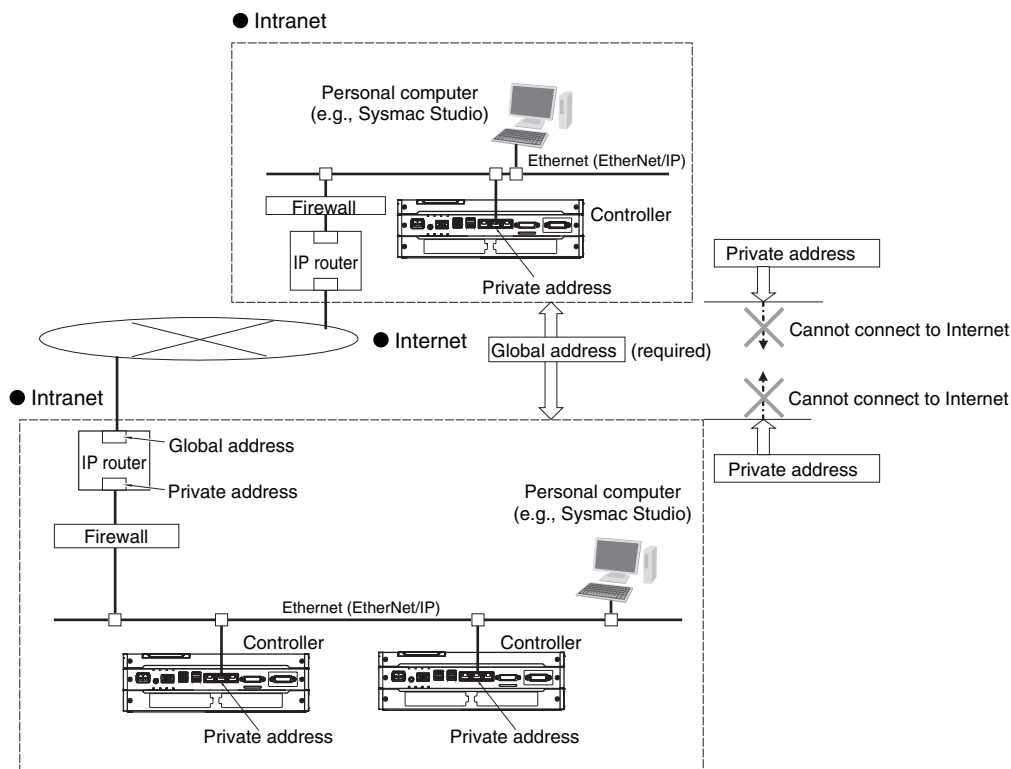 ● Intranet
Personal computer
(e.g., Sysmac Studio)
Ethernet (EtherNet/IP)
Firewall
Controller
IP router
Private address
Private address
Cannot connect to Internet
● Internet
Global address (required)
Cannot connect to Internet
Private address
● Intranet
Global address
IP router
Private address
Personal computer
(e.g., Sysmac Studio)
Firewall
Ethernet (EtherNet/IP)
Controller
Controller
Private address
Private address